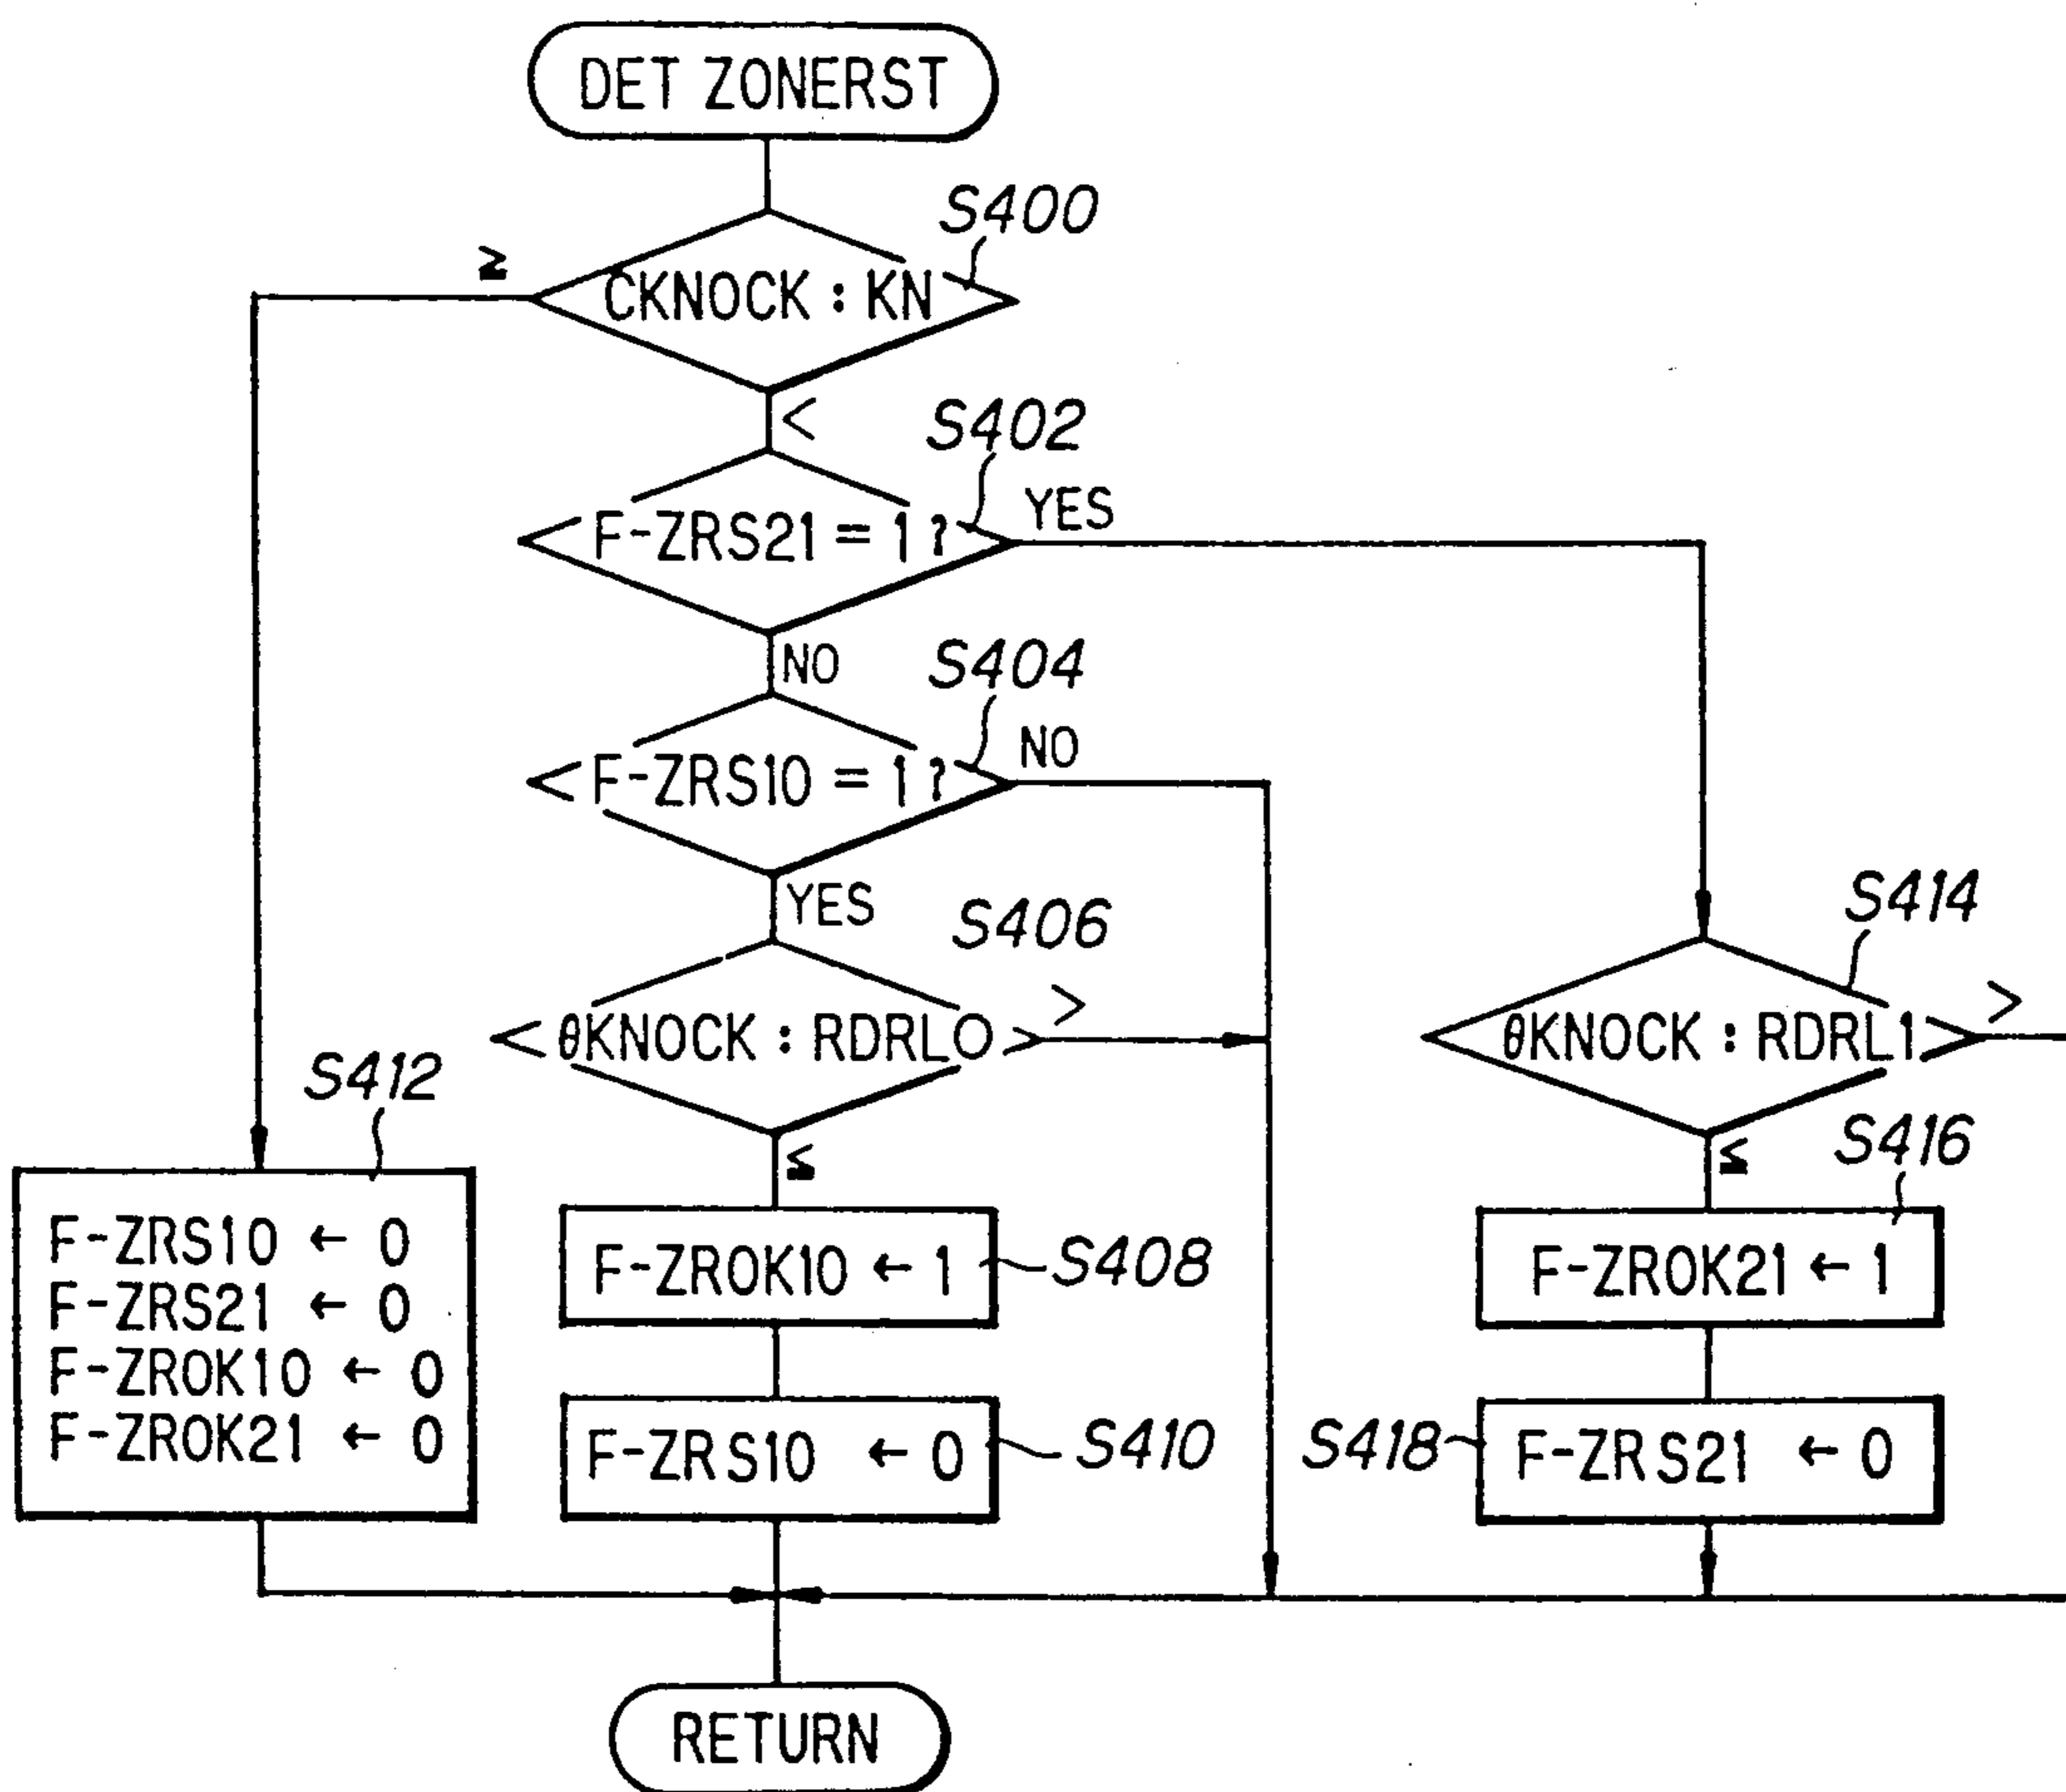 DET ZONERST
S400
≥
CKNOCK : KN
<
S402
YES
F-ZRS21 = 1 ?
NO
S404
NO
F-ZRS10 = 1 ?
YES
S406
S414
>
>
θKNOCK : RDRL0
θKNOCK : RDRL1
S412
≤
≤
S416
F-ZRS10 ← 0
F-ZRS21 ← 0
F-ZROK10 ← 0
F-ZROK21 ← 0
F-ZROK10 ← 1
S408
F-ZROK21 ← 1
F-ZRS10 ← 0
S410
S418
F-ZRS21 ← 0
RETURN